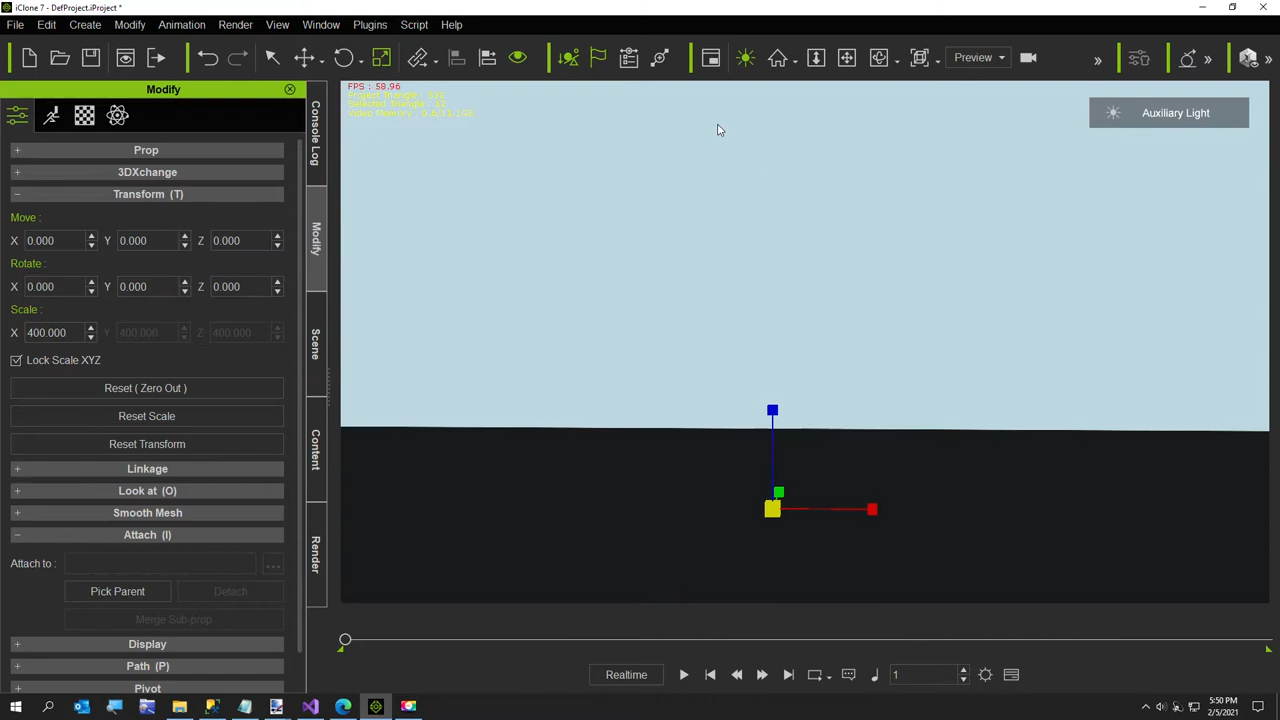 iClone 7 - DefProject.iProject *
File Edit Create Modify Animation Render View Window Plugins Script Help
Preview
»
Modify
Console Log
Modify
Scene
Content
Render
+ Prop
+ 3DXchange
− Transform (T)
Move :
X 0.000 Y 0.000 Z 0.000
Rotate :
X 0.000 Y 0.000 Z 0.000
Scale :
X 400.000 Y 400.000 Z 400.000
Lock Scale XYZ
Reset ( Zero Out )
Reset Scale
Reset Transform
+ Linkage
+ Look at (O)
+ Smooth Mesh
− Attach (I)
Attach to : ...
Pick Parent Detach
Merge Sub-prop
+ Display
+ Path (P)
+ Pivot
FPS : 58.96
Selected Triangle : 12
Auxiliary Light
Realtime 1
5:50 PM
2/5/2021